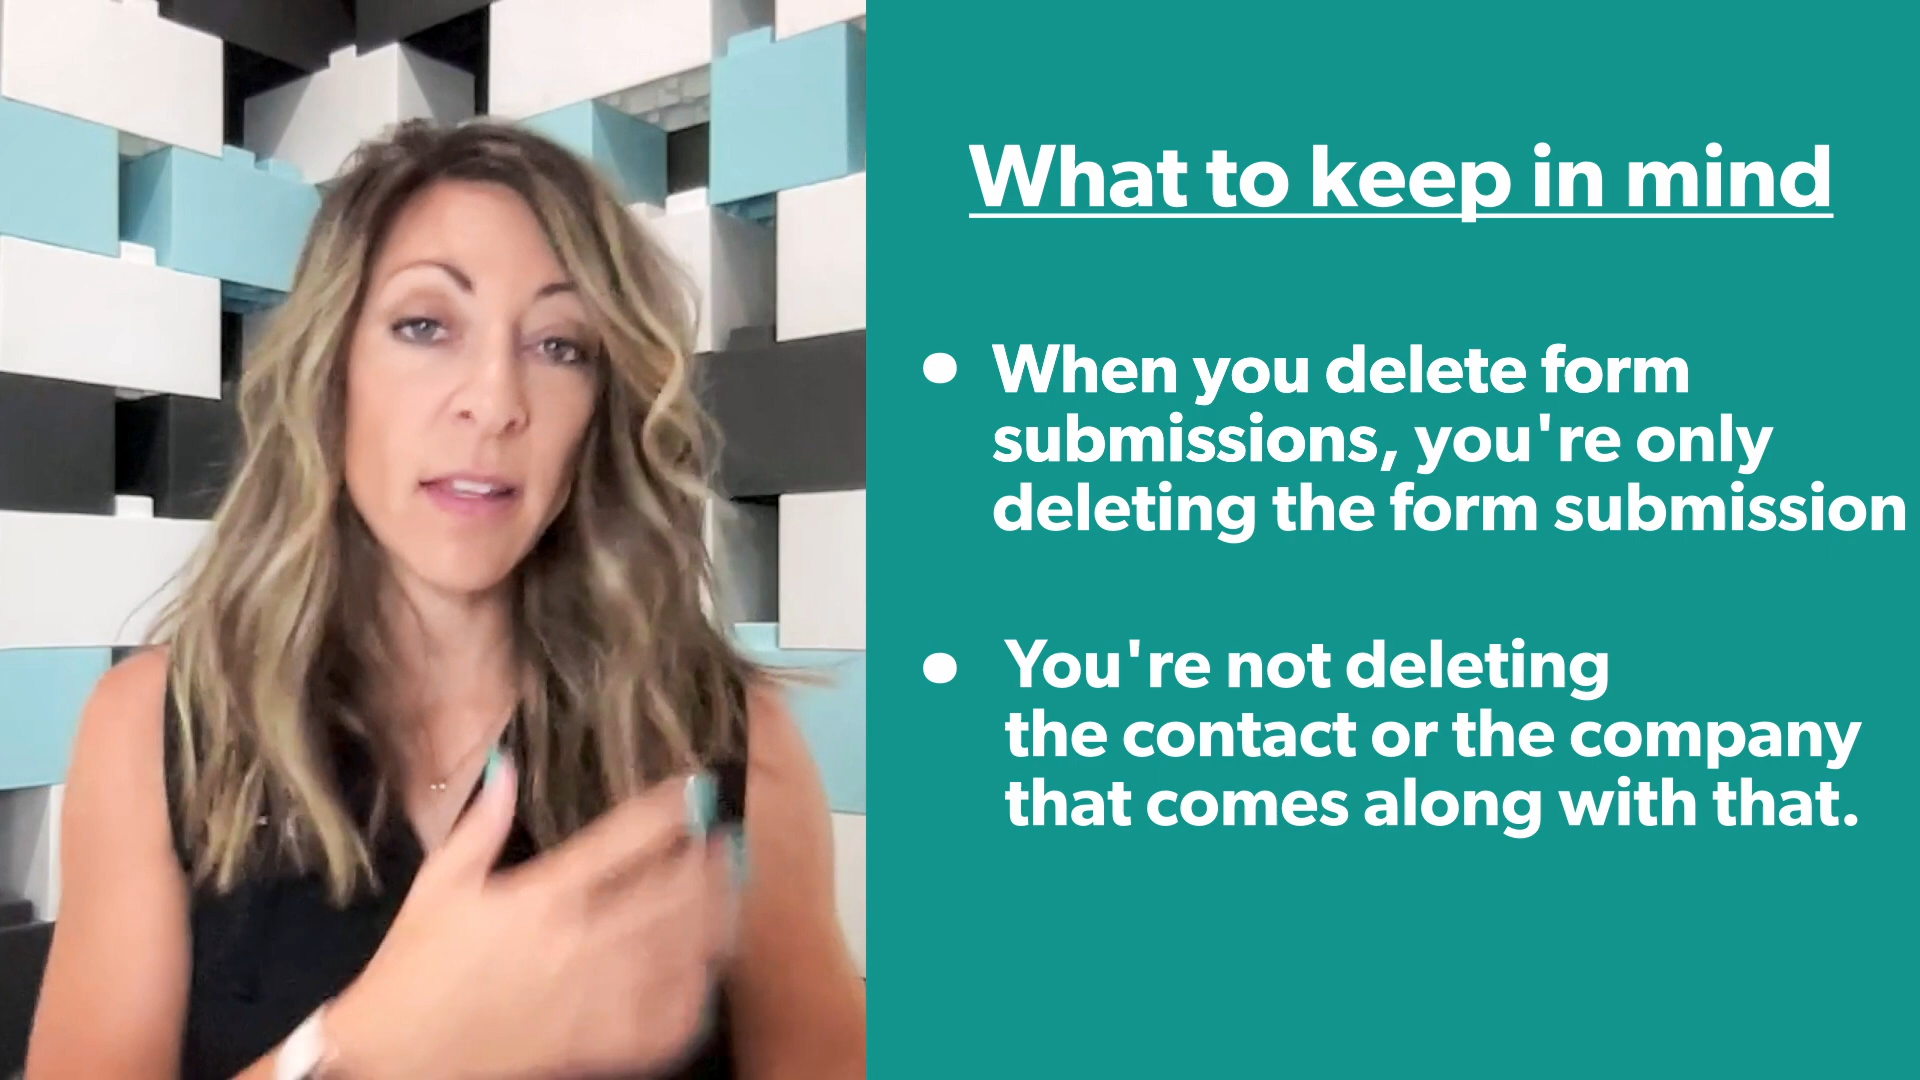 What to keep in mind
• When you delete form
submissions, you're only
deleting the form submission
• You're not deleting
the contact or the company
that comes along with that.